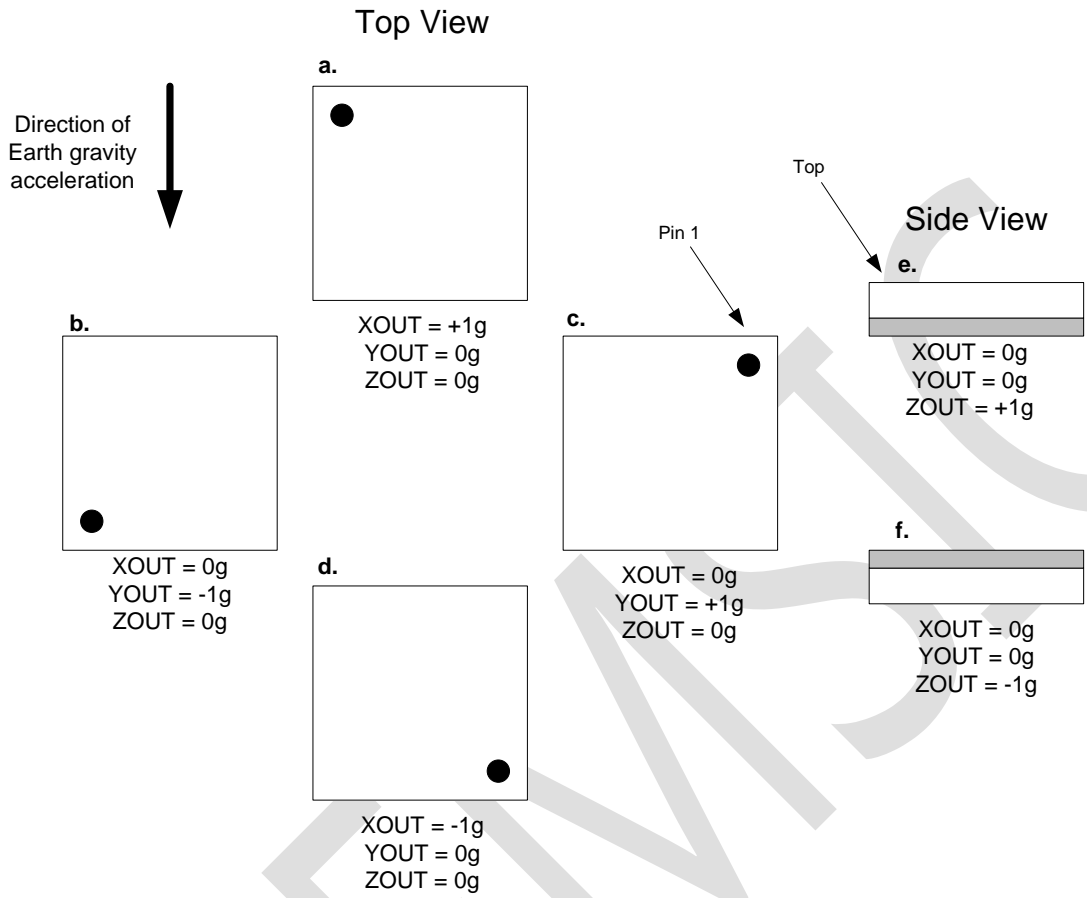 Top View
a.
Direction of
Earth gravity
acceleration
XOUT = +1g
YOUT = 0g
ZOUT = 0g
b.
XOUT = 0g
YOUT = -1g
ZOUT = 0g
Pin 1
c.
XOUT = 0g
YOUT = +1g
ZOUT = 0g
d.
XOUT = -1g
YOUT = 0g
ZOUT = 0g
Top
Side View
e.
XOUT = 0g
YOUT = 0g
ZOUT = +1g
f.
XOUT = 0g
YOUT = 0g
ZOUT = -1g